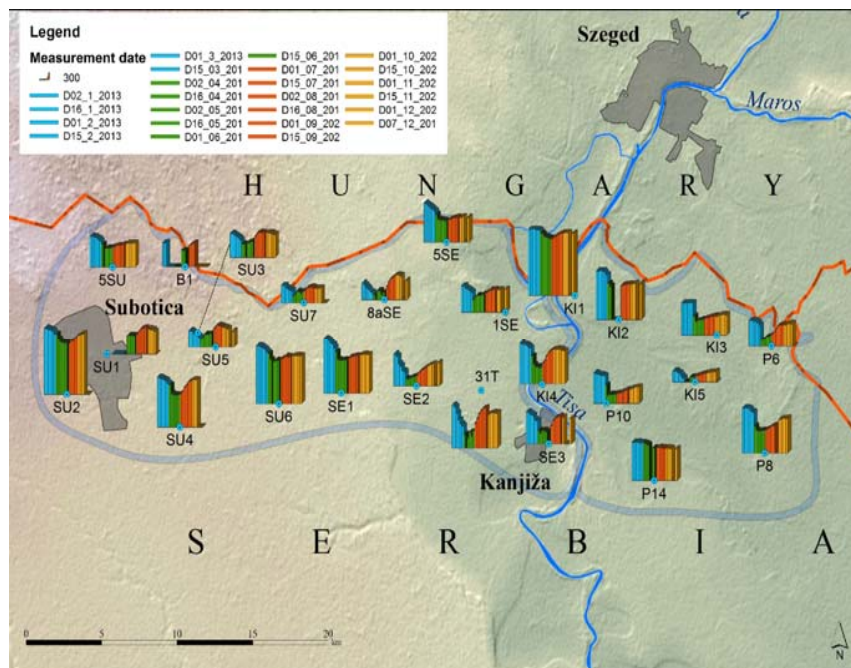 Legend
Measurement date
300
D02_1_2013
D16_1_2013
D01_2_2013
D15_2_2013
D01_3_2013
D15_03_201
D02_04_201
D16_04_201
D02_05_201
D16_05_201
D01_06_201
D15_06_201
D01_07_201
D15_07_201
D02_08_201
D16_08_201
D01_09_202
D15_09_202
D01_10_202
D15_10_202
D01_11_202
D15_11_202
D01_12_202
D07_12_201
Szeged
Maros
H U N G A R Y
5SU
B1
SU3
5SE
KI1
SU7
8aSE
1SE
KI2
KI3
P6
Subotica
SU1
SU5
SU2
SU4
SU6
SE1
SE2
31T
KI4
Tisa
P10
KI5
SE3
Kanjiža
P14
P8
S E R B I A
0 5 10 15 20
N